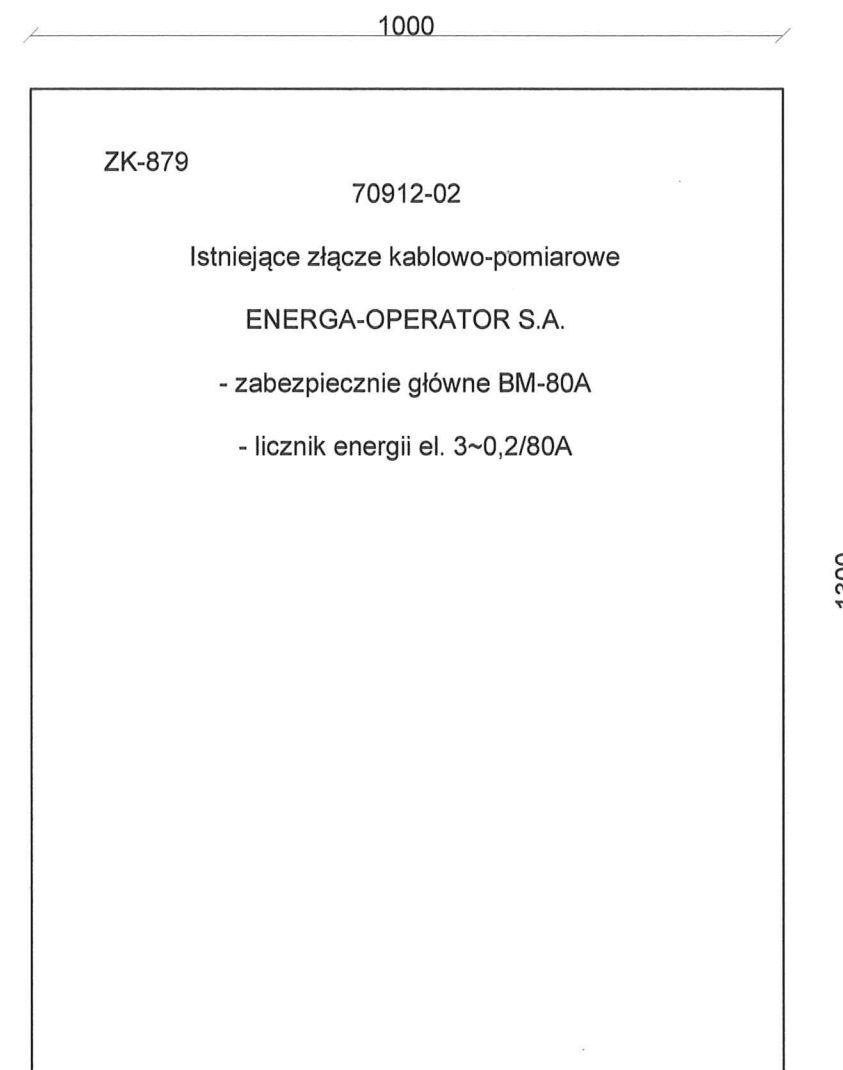 1000
ZK-879
70912-02
Istniejące złącze kablowo-pomiarowe
ENERGA-OPERATOR S.A.
- zabezpiecznie główne BM-80A
- licznik energii el. 3~0,2/80A